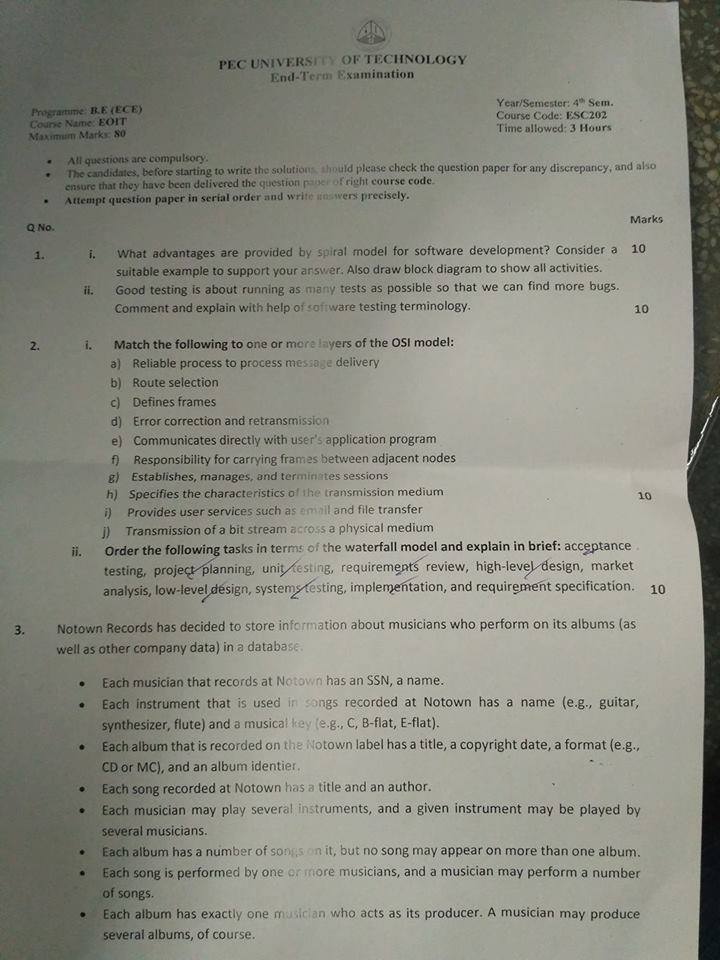 PEC UNIVERSITY OF TECHNOLOGY
End-Term Examination
Programme: B.E (ECE)
Course Name: EOIT
Maximum Marks: 80
Year/Semester: 4th Sem.
Course Code: ESC202
Time allowed: 3 Hours
• All questions are compulsory.
• The candidates, before starting to write the solutions, should please check the question paper for any discrepancy, and also
ensure that they have been delivered the question paper of right course code.
• Attempt question paper in serial order and write answers precisely.
Q No. Marks
1. i. What advantages are provided by spiral model for software development? Consider a 10
suitable example to support your answer. Also draw block diagram to show all activities.
ii. Good testing is about running as many tests as possible so that we can find more bugs.
Comment and explain with help of software testing terminology. 10
2. i. Match the following to one or more layers of the OSI model:
a) Reliable process to process message delivery
b) Route selection
c) Defines frames
d) Error correction and retransmission
e) Communicates directly with user's application program
f) Responsibility for carrying frames between adjacent nodes
g) Establishes, manages, and terminates sessions
h) Specifies the characteristics of the transmission medium 10
i) Provides user services such as email and file transfer
j) Transmission of a bit stream across a physical medium
ii. Order the following tasks in terms of the waterfall model and explain in brief: acceptance
testing, project planning, unit testing, requirements review, high-level design, market
analysis, low-level design, systems testing, implementation, and requirement specification. 10
3. Notown Records has decided to store information about musicians who perform on its albums (as
well as other company data) in a database.
• Each musician that records at Notown has an SSN, a name.
• Each instrument that is used in songs recorded at Notown has a name (e.g., guitar,
synthesizer, flute) and a musical key (e.g., C, B-flat, E-flat).
• Each album that is recorded on the Notown label has a title, a copyright date, a format (e.g.,
CD or MC), and an album identier.
• Each song recorded at Notown has a title and an author.
• Each musician may play several instruments, and a given instrument may be played by
several musicians.
• Each album has a number of songs on it, but no song may appear on more than one album.
• Each song is performed by one or more musicians, and a musician may perform a number
of songs.
• Each album has exactly one musician who acts as its producer. A musician may produce
several albums, of course.